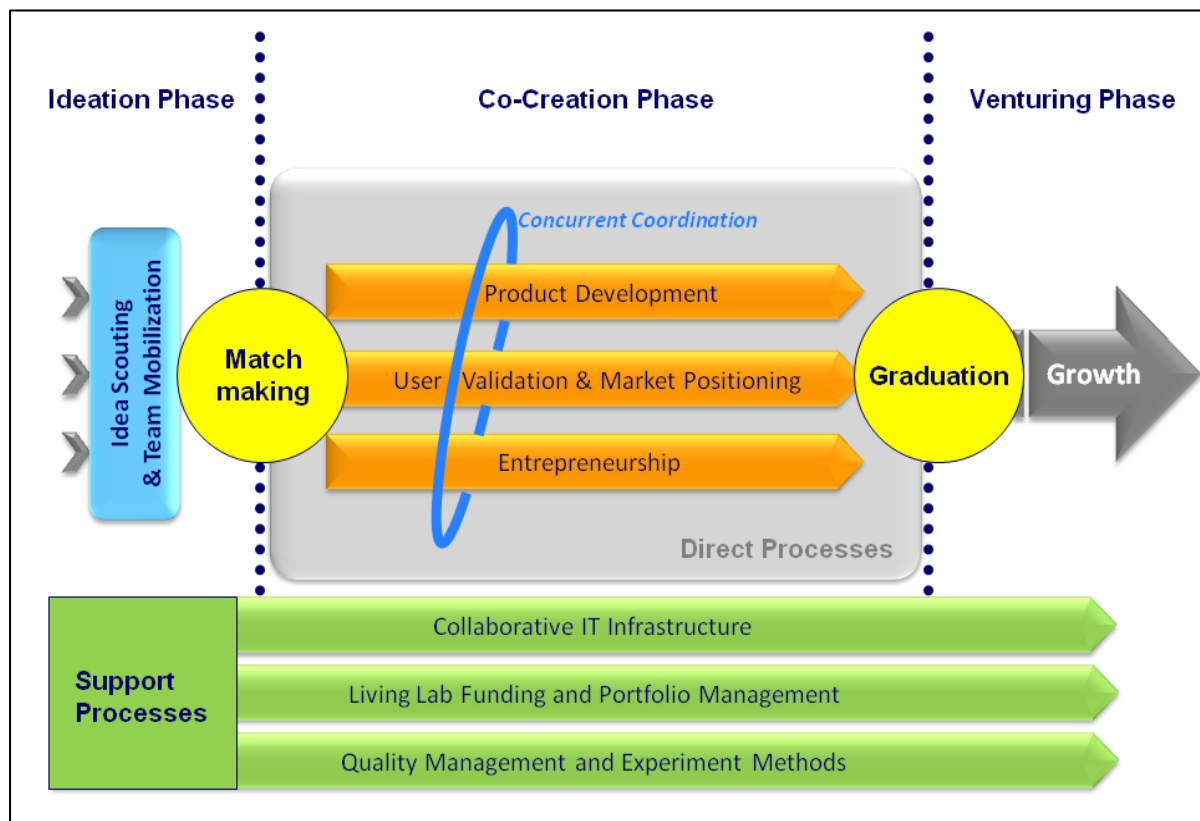 Ideation Phase
Co-Creation Phase
Venturing Phase
Concurrent Coordination
Idea Scouting
& Team Mobilization
Match
making
Product Development
User Validation & Market Positioning
Entrepreneurship
Graduation
Growth
Direct Processes
Support
Processes
Collaborative IT Infrastructure
Living Lab Funding and Portfolio Management
Quality Management and Experiment Methods